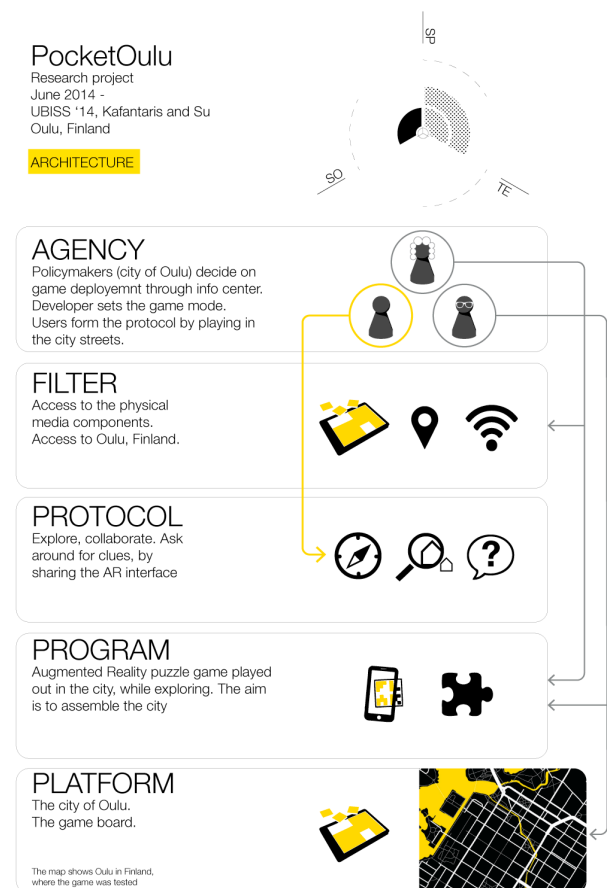 PocketOulu
Research project
June 2014 -
UBISS ‘14, Kafantaris and Su
Oulu, Finland
ARCHITECTURE
SP
SO
TE
AGENCY
Policymakers (city of Oulu) decide on
game deployemnt through info center.
Developer sets the game mode.
Users form the protocol by playing in
the city streets.
FILTER
Access to the physical
media components.
Access to Oulu, Finland.
PROTOCOL
Explore, collaborate. Ask
around for clues, by
sharing the AR interface
?
PROGRAM
Augmented Reality puzzle game played
out in the city, while exploring. The aim
is to assemble the city
PLATFORM
The city of Oulu.
The game board.
The map shows Oulu in Finland,
where the game was tested